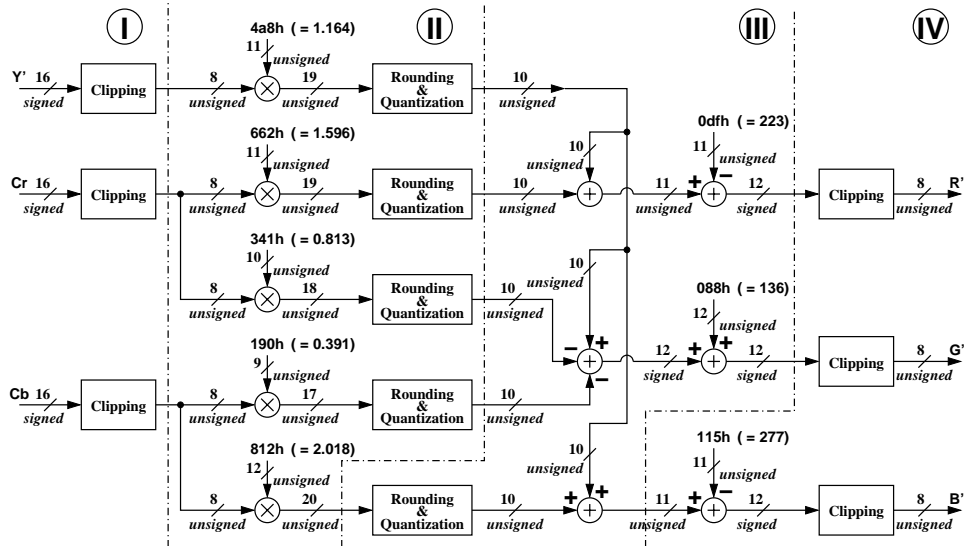 I
II
III
IV
4a8h ( = 1.164)
11
unsigned
Y' 16
signed
Clipping
8
unsigned
19
unsigned
Rounding
&
Quantization
10
unsigned
662h ( = 1.596)
11
unsigned
10
unsigned
0dfh ( = 223)
11
unsigned
Cr 16
signed
Clipping
8
unsigned
19
unsigned
Rounding
&
Quantization
10
unsigned
11
unsigned
12
signed
Clipping
8
unsigned
R'
341h ( = 0.813)
10
unsigned
8
unsigned
18
unsigned
Rounding
&
Quantization
10
unsigned
10
unsigned
088h ( = 136)
12
unsigned
190h ( = 0.391)
9
unsigned
12
signed
12
signed
Clipping
8
unsigned
G'
Cb 16
signed
Clipping
8
unsigned
17
unsigned
Rounding
&
Quantization
10
unsigned
812h ( = 2.018)
12
unsigned
10
unsigned
115h ( = 277)
11
unsigned
8
unsigned
20
unsigned
Rounding
&
Quantization
10
unsigned
11
unsigned
12
signed
Clipping
8
unsigned
B'